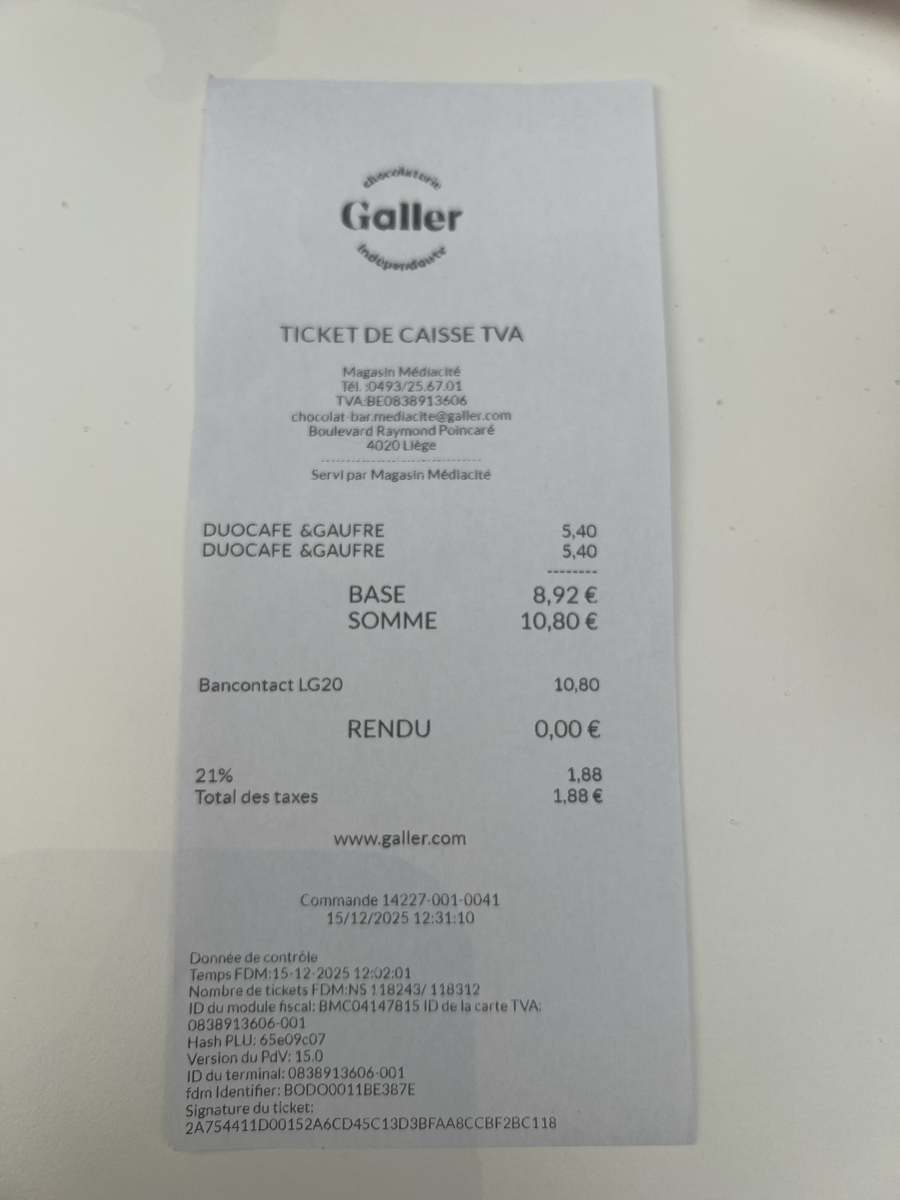 chocolaterie
Galler
indépendante
TICKET DE CAISSE TVA
Magasin Médiacité
Tél. :0493/25.67.01
TVA:BE0838913606
chocolat-bar.mediacite@galler.com
Boulevard Raymond Poincaré
4020 Liège
--------------------------------
Servi par Magasin Médiacité
DUOCAFE &GAUFRE 5,40
DUOCAFE &GAUFRE 5,40
--------
BASE 8,92 €
SOMME 10,80 €
Bancontact LG20 10,80
RENDU 0,00 €
21% 1,88
Total des taxes 1,88 €
www.galler.com
Commande 14227-001-0041
15/12/2025 12:31:10
Donnée de contrôle
Temps FDM:15-12-2025 12:02:01
Nombre de tickets FDM:NS 118243/ 118312
ID du module fiscal: BMC04147815 ID de la carte TVA:
0838913606-001
Hash PLU: 65e09c07
Version du PdV: 15.0
ID du terminal: 0838913606-001
fdm Identifier: BODO0011BE387E
Signature du ticket:
2A754411D00152A6CD45C13D3BFAA8CCBF2BC118